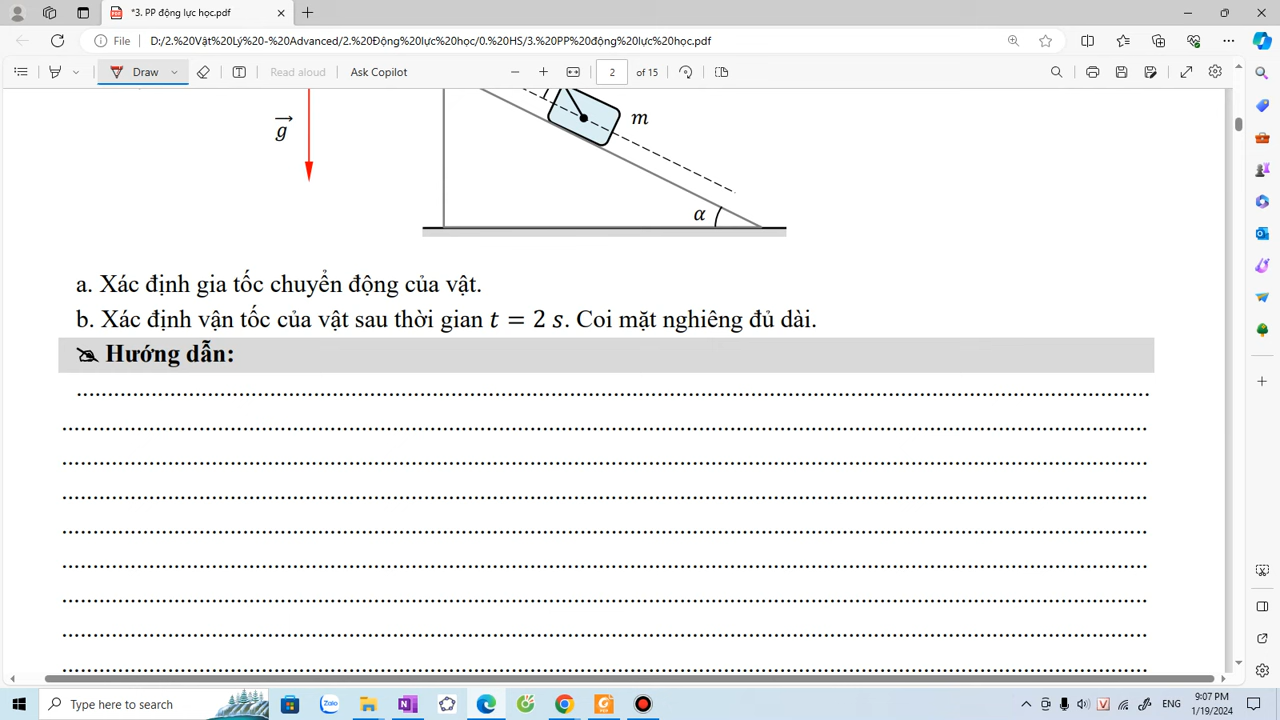 *3. PP động lực học.pdf
File D:/2.%20Vật%20Lý%20-%20Advanced/2.%20Động%20lực%20học/0.%20HS/3.%20PP%20động%20lực%20học.pdf
Draw Read aloud Ask Copilot 2 of 15
g
m
α
a. Xác định gia tốc chuyển động của vật.
b. Xác định vận tốc của vật sau thời gian t = 2 s. Coi mặt nghiêng đủ dài.
Hướng dẫn:
Type here to search Zalo N V ENG 9:07 PM
1/19/2024